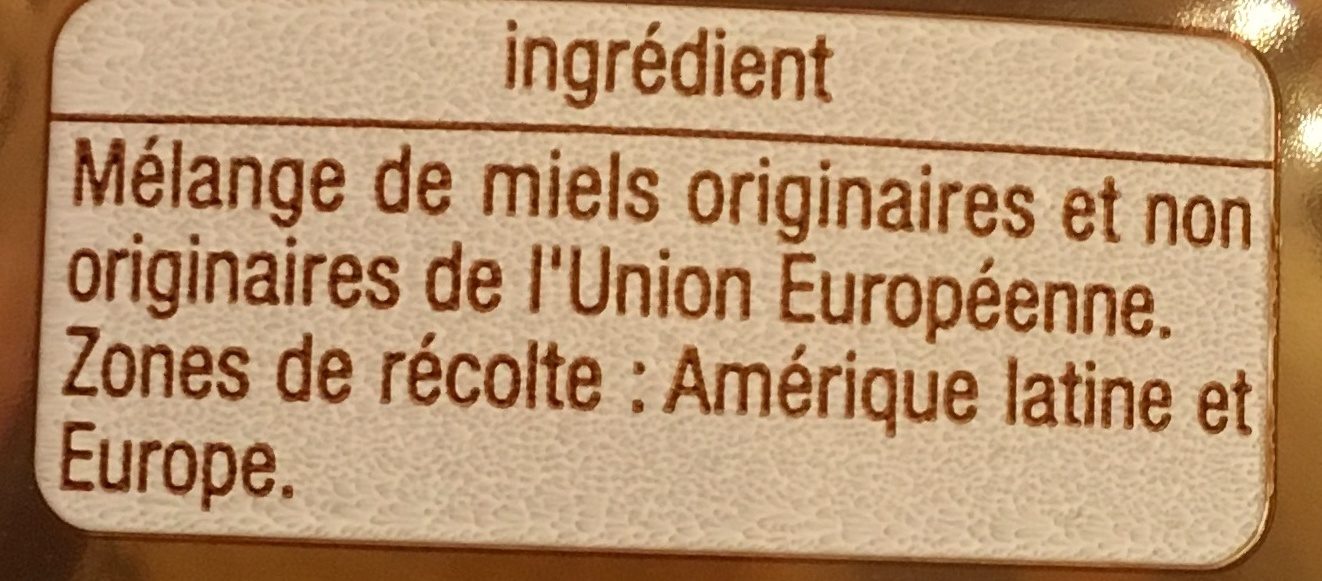 ingrédient
Mélange de miels originaires et non
originaires de l'Union Européenne.
Zones de récolte : Amérique latine et
Europe.